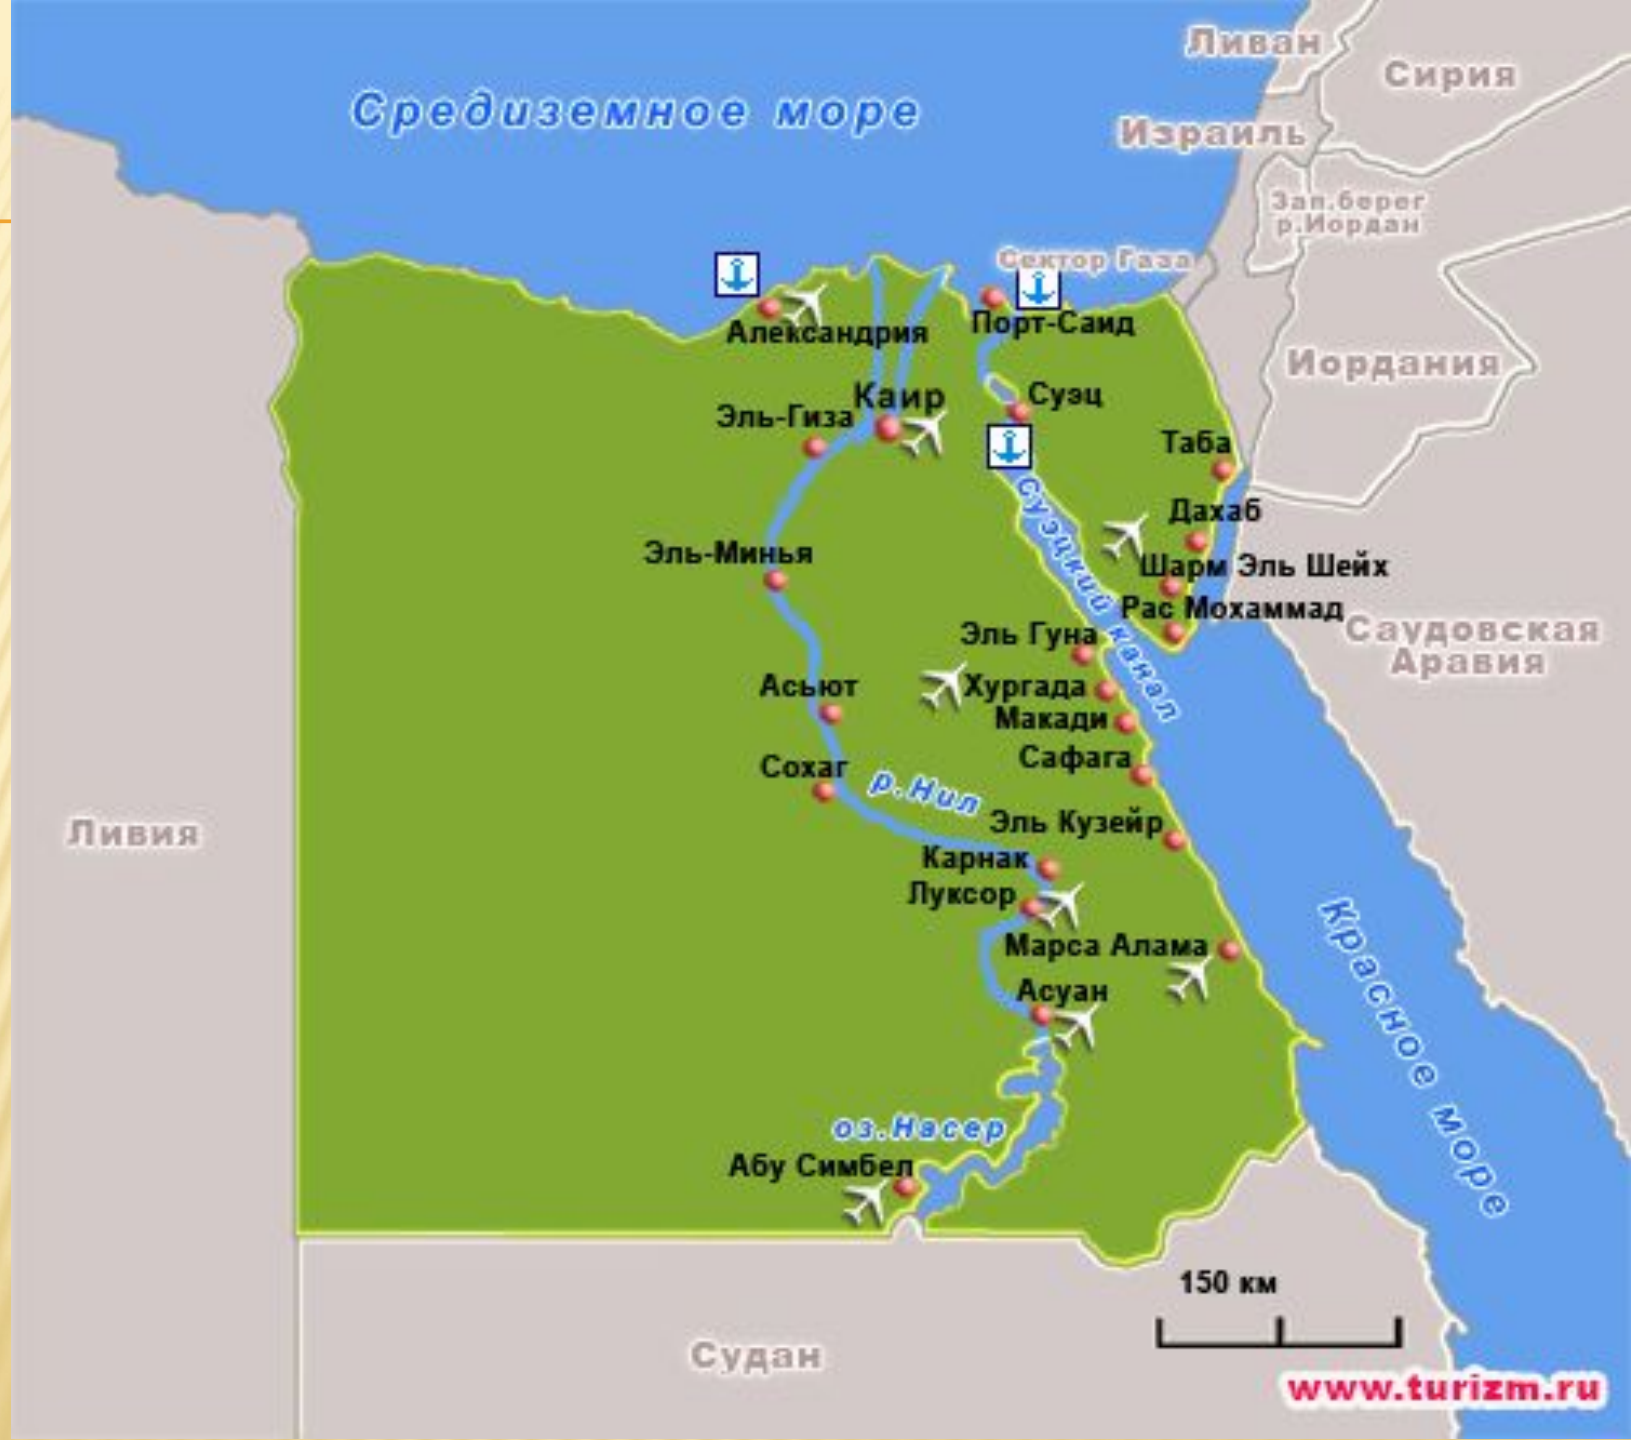 Ливан
Сирия
Средиземное море
Израиль
Зап.берег
р.Иордан
Сектор Газа
Александрия
Порт-Саид
Иордания
Каир
Суэц
Эль-Гиза
Таба
Суэцкий канал
Дахаб
Эль-Минья
Шарм Эль Шейх
Рас Мохаммад
Саудовская
Аравия
Эль Гуна
Асьют
Хургада
Макади
Сафага
Сохаг
р.Нил
Эль Кузейр
Ливия
Карнак
Луксор
Марса Алама
Красное море
Асуан
оз.Насер
Абу Симбел
150 км
Судан
www.turizm.ru